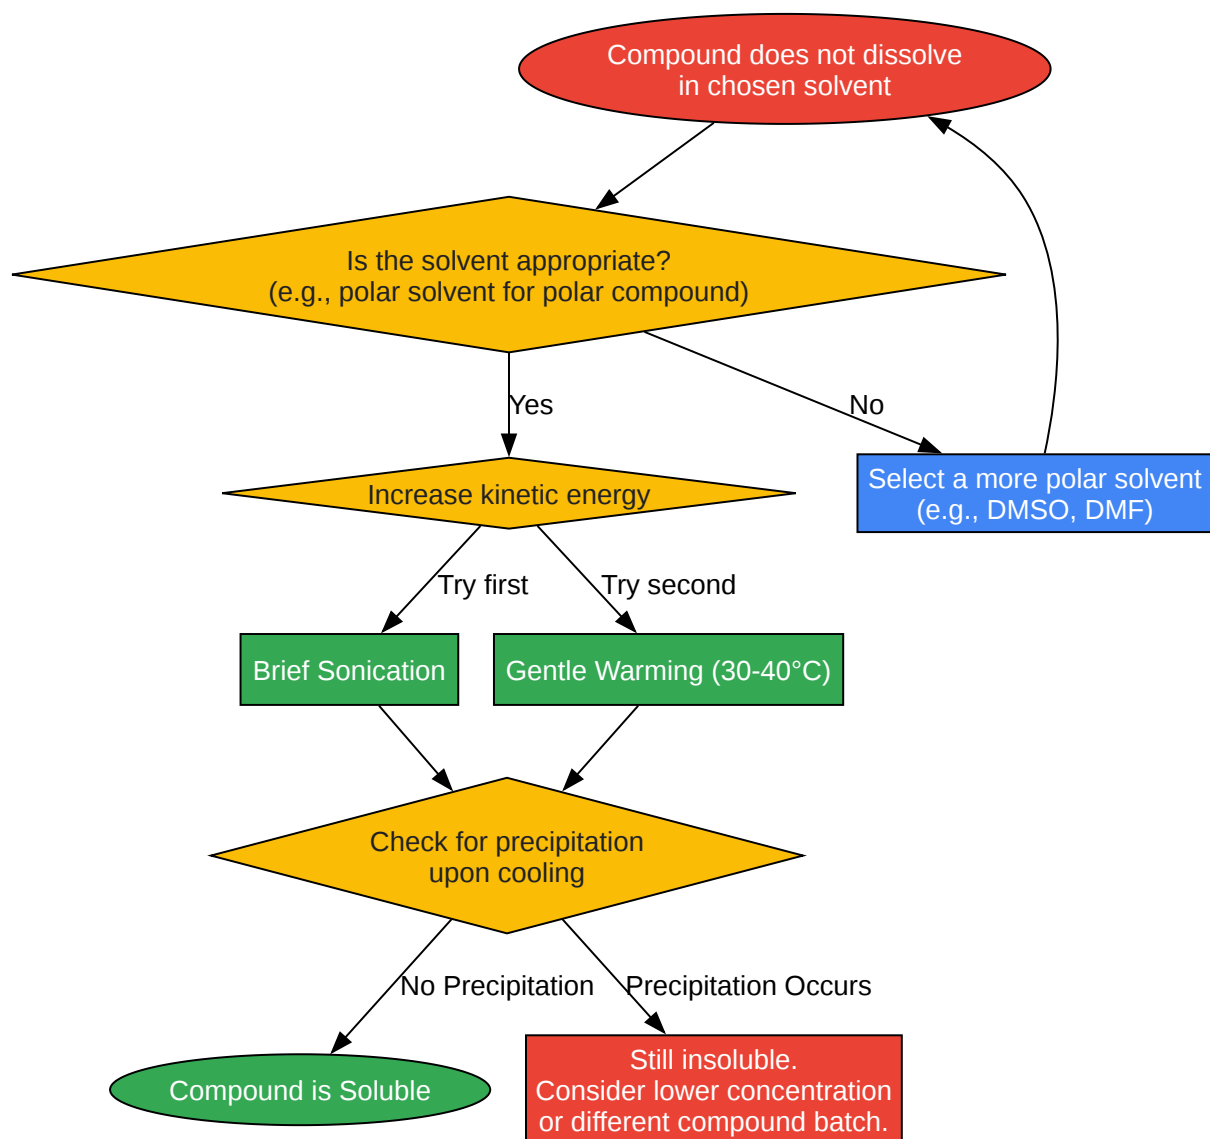 Compound does not dissolve
in chosen solvent
Is the solvent appropriate?
(e.g., polar solvent for polar compound)
Yes
No
Increase kinetic energy
Select a more polar solvent
(e.g., DMSO, DMF)
Try first
Try second
Brief Sonication
Gentle Warming (30-40°C)
Check for precipitation
upon cooling
No Precipitation
Precipitation Occurs
Compound is Soluble
Still insoluble.
Consider lower concentration
or different compound batch.